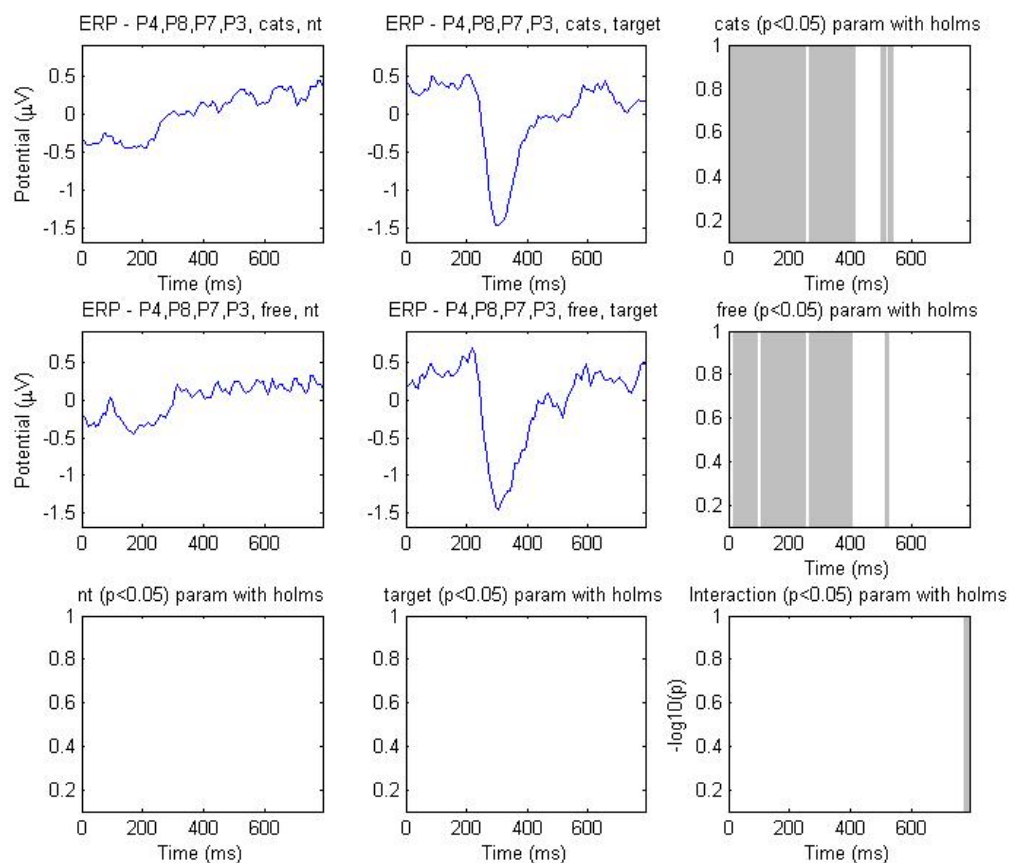 ERP - P4,P8,P7,P3, cats, nt
ERP - P4,P8,P7,P3, cats, target
cats (p<0.05) param with holms
Potential (μV)
0.5
0
-0.5
-1
-1.5
0 200 400 600
Time (ms)
0.5
0
-0.5
-1
-1.5
0 200 400 600
Time (ms)
1
0.8
0.6
0.4
0.2
0 200 400 600
Time (ms)
ERP - P4,P8,P7,P3, free, nt
ERP - P4,P8,P7,P3, free, target
free (p<0.05) param with holms
Potential (μV)
0.5
0
-0.5
-1
-1.5
0 200 400 600
0.5
0
-0.5
-1
-1.5
0 200 400 600
1
0.8
0.6
0.4
0.2
0 200 400 600
Time (ms)
nt (p<0.05) param with holms
target (p<0.05) param with holms
Interaction (p<0.05) param with holms
1
0.8
0.6
0.4
0.2
0 200 400 600
Time (ms)
1
0.8
0.6
0.4
0.2
0 200 400 600
Time (ms)
-log10(p)
1
0.8
0.6
0.4
0.2
0 200 400 600
Time (ms)